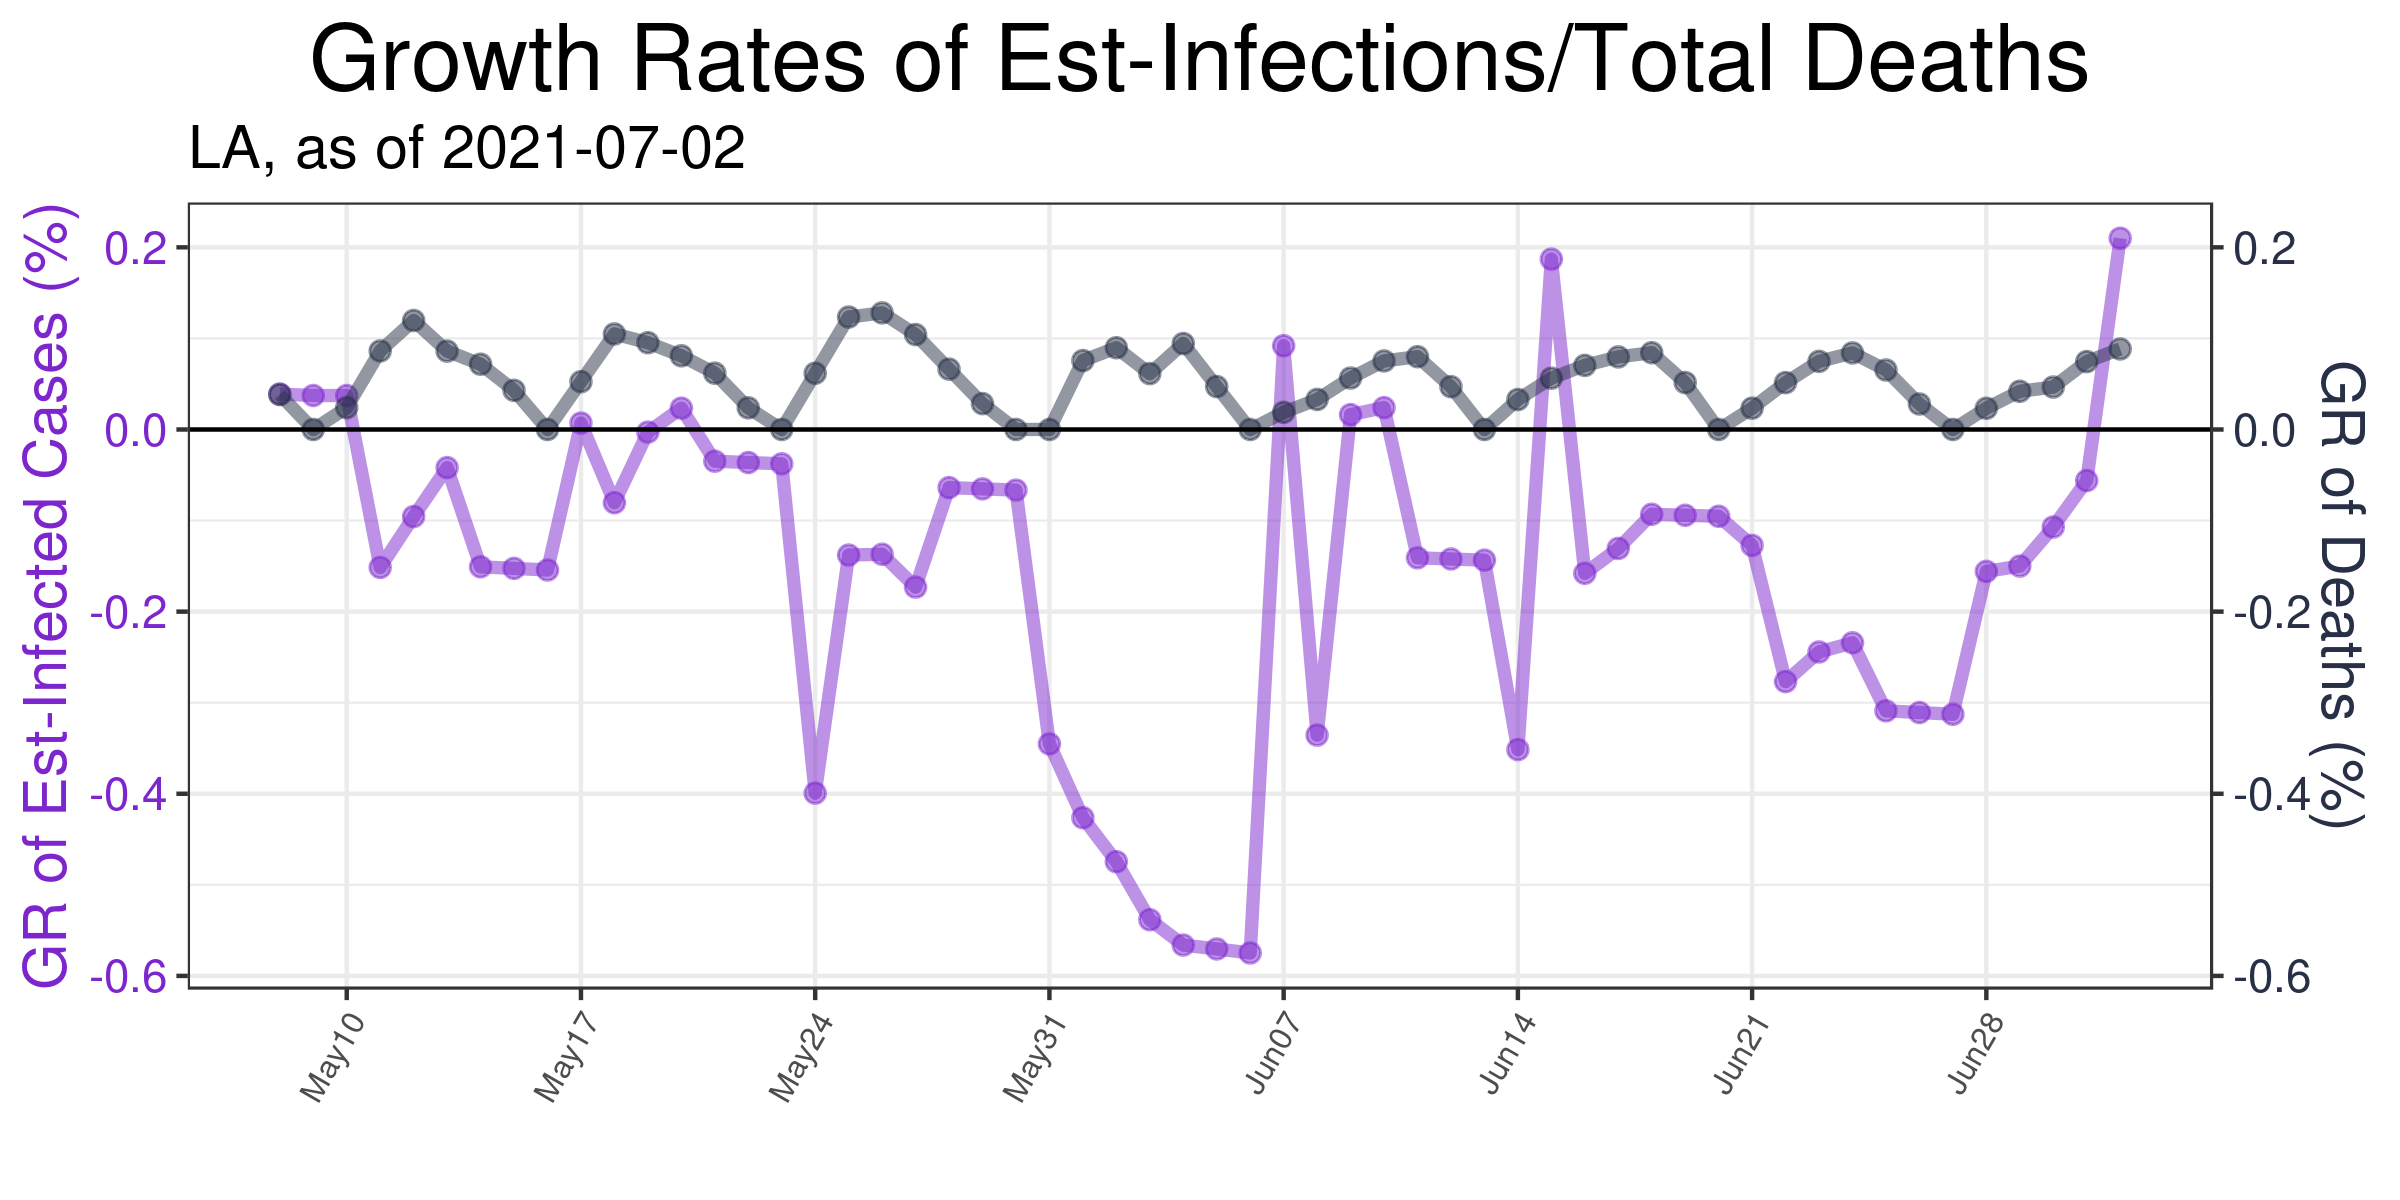 Growth Rates of Est-Infections/Total Deaths
LA, as of 2021-07-02
GR of Est-Infected Cases (%)
0.2
0.0
-0.2
-0.4
-0.6
0.2
0.0
-0.2
-0.4
-0.6
GR of Deaths (%)
May10
May17
May24
May31
Jun07
Jun14
Jun21
Jun28